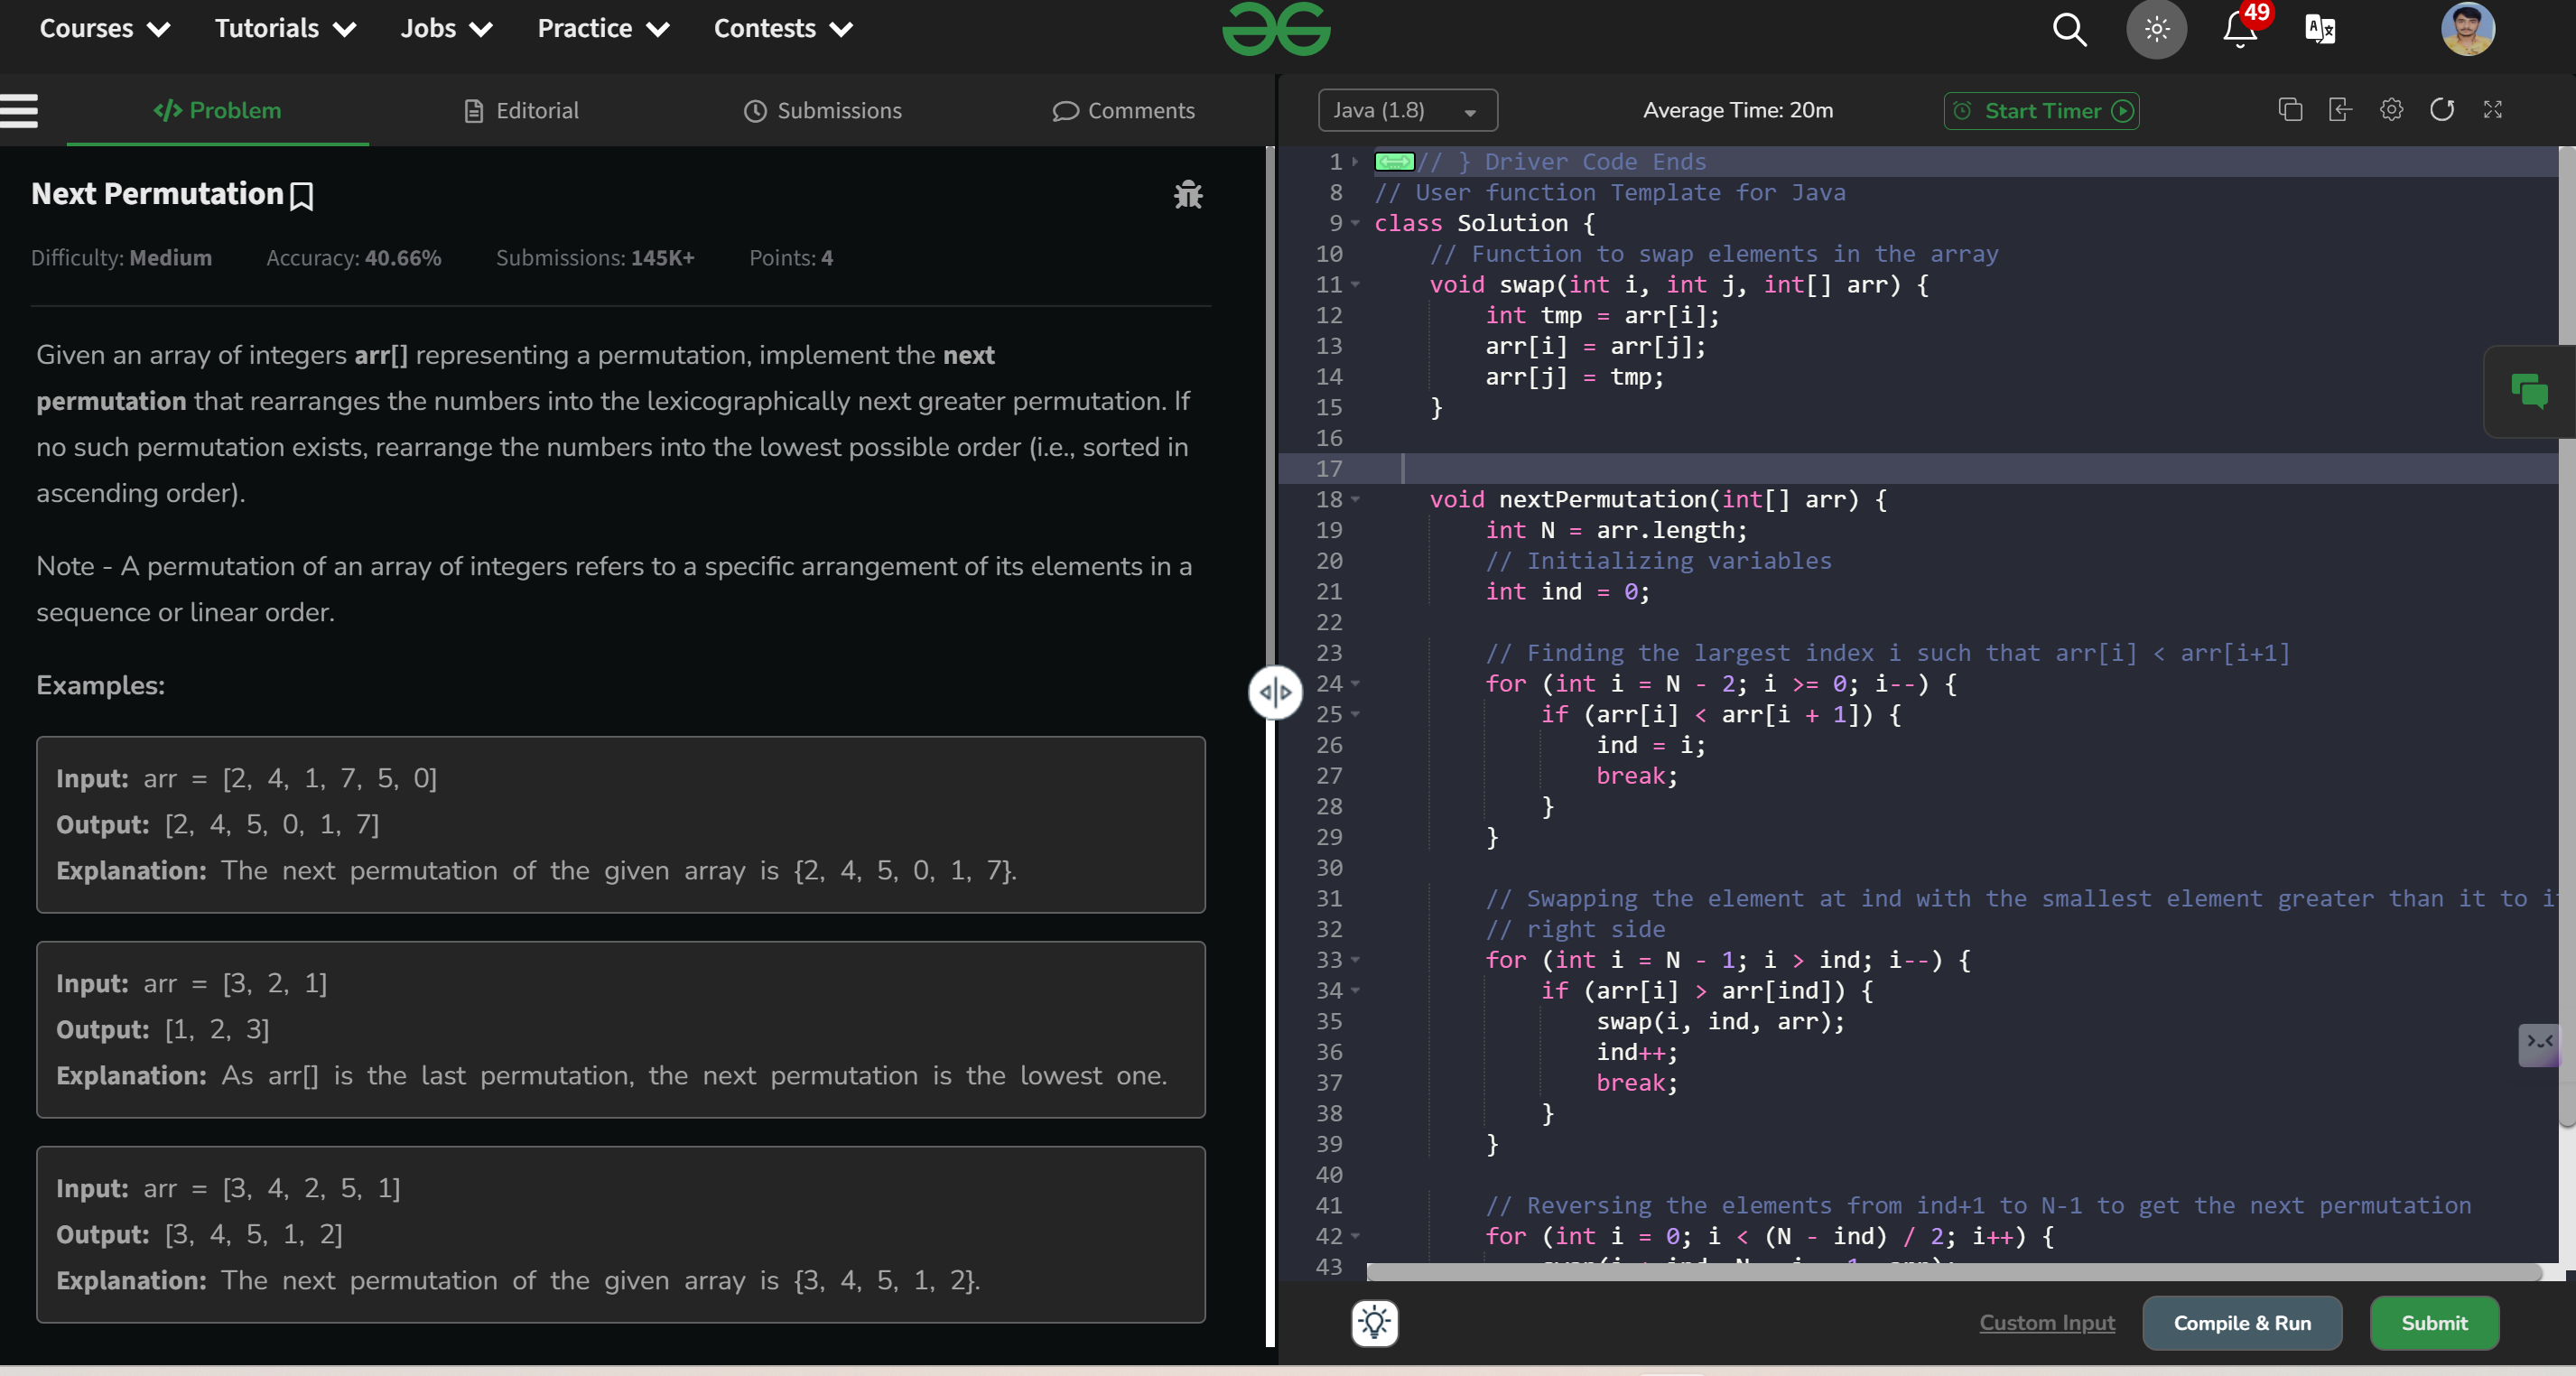 Courses Tutorials Jobs Practice Contests
49
Problem Editorial Submissions Comments
Java (1.8) Average Time: 20m Start Timer
Next Permutation
Difficulty: Medium Accuracy: 40.66% Submissions: 145K+ Points: 4
Given an array of integers arr[] representing a permutation, implement the next
permutation that rearranges the numbers into the lexicographically next greater permutation. If
no such permutation exists, rearrange the numbers into the lowest possible order (i.e., sorted in
ascending order).
Note - A permutation of an array of integers refers to a specific arrangement of its elements in a
sequence or linear order.
Examples:
Input: arr = [2, 4, 1, 7, 5, 0]
Output: [2, 4, 5, 0, 1, 7]
Explanation: The next permutation of the given array is {2, 4, 5, 0, 1, 7}.
Input: arr = [3, 2, 1]
Output: [1, 2, 3]
Explanation: As arr[] is the last permutation, the next permutation is the lowest one.
Input: arr = [3, 4, 2, 5, 1]
Output: [3, 4, 5, 1, 2]
Explanation: The next permutation of the given array is {3, 4, 5, 1, 2}.
1 // } Driver Code Ends
8 // User function Template for Java
9 class Solution {
10 // Function to swap elements in the array
11 void swap(int i, int j, int[] arr) {
12 int tmp = arr[i];
13 arr[i] = arr[j];
14 arr[j] = tmp;
15 }
16
17
18 void nextPermutation(int[] arr) {
19 int N = arr.length;
20 // Initializing variables
21 int ind = 0;
22
23 // Finding the largest index i such that arr[i] < arr[i+1]
24 for (int i = N - 2; i >= 0; i--) {
25 if (arr[i] < arr[i + 1]) {
26 ind = i;
27 break;
28 }
29 }
30
31 // Swapping the element at ind with the smallest element greater than it to
32 // right side
33 for (int i = N - 1; i > ind; i--) {
34 if (arr[i] > arr[ind]) {
35 swap(i, ind, arr);
36 ind++;
37 break;
38 }
39 }
40
41 // Reversing the elements from ind+1 to N-1 to get the next permutation
42 for (int i = 0; i < (N - ind) / 2; i++) {
43
Custom Input Compile & Run Submit